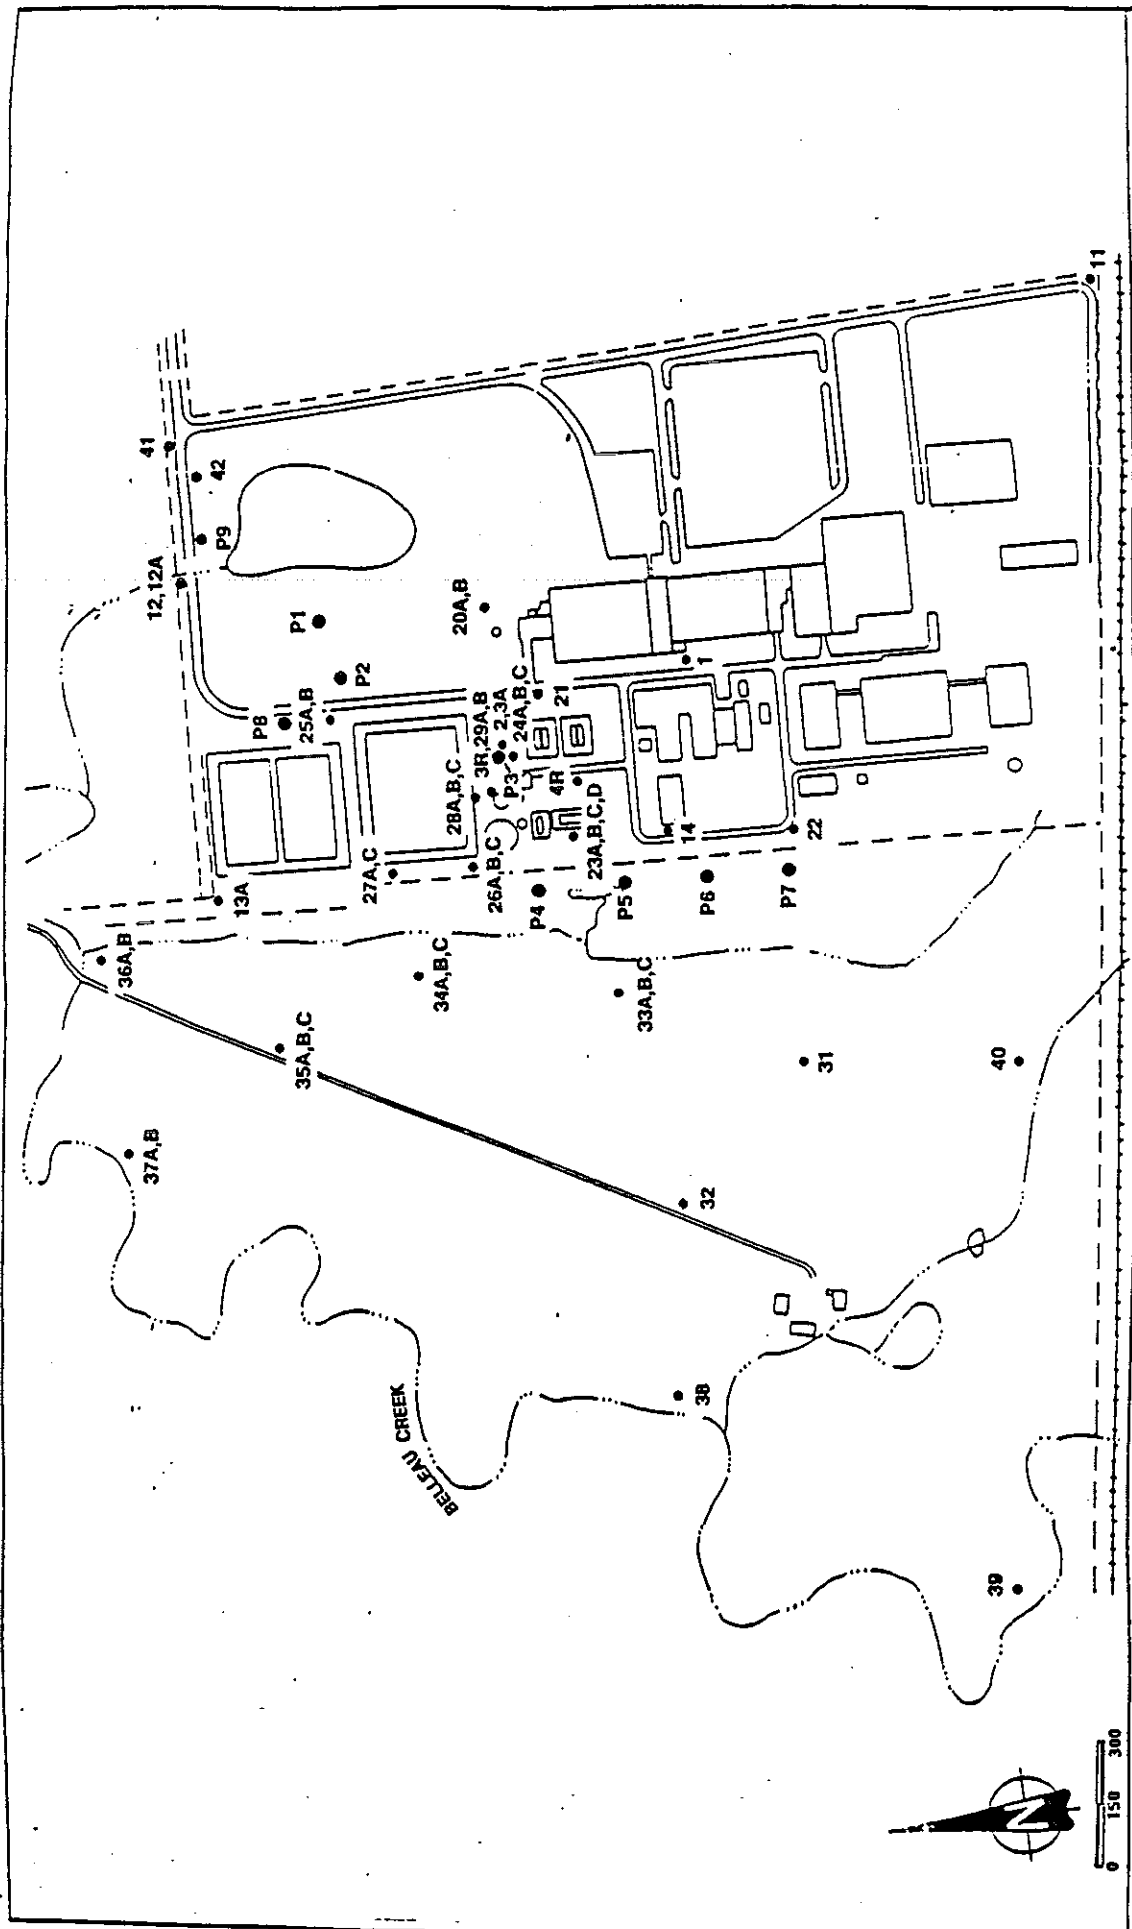 41
42
P9
12,12A
P1
P2
P8
25A,B
20A,B
1
21
24A,B,C
2,3A
3R,29A,B
P3
28A,B,C
4R
23A,B,C,D
14
22
26A,B,C
27A,C
13A
P4
P5
P6
P7
11
36A,B
34A,B,C
33A,B,C
35A,B,C
31
40
37A,B
32
38
BELLEAU CREEK
39
N
0 150 300